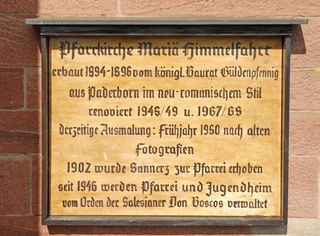 Pfarrkirche Mariä Himmelfahrt
erbaut 1894-1896 vom königl. Baurat Güldenpfennig
aus Paderborn im neu-romanischem Stil
renoviert 1948/49 u. 1967/68
derzeitige Ausmalung: Frühjahr 1980 nach alten
Fotografien
1902 wurde Sannerz zur Pfarrei erhoben
seit 1946 werden Pfarrei und Jugendheim
vom Orden der Salesianer Don Boscos verwaltet